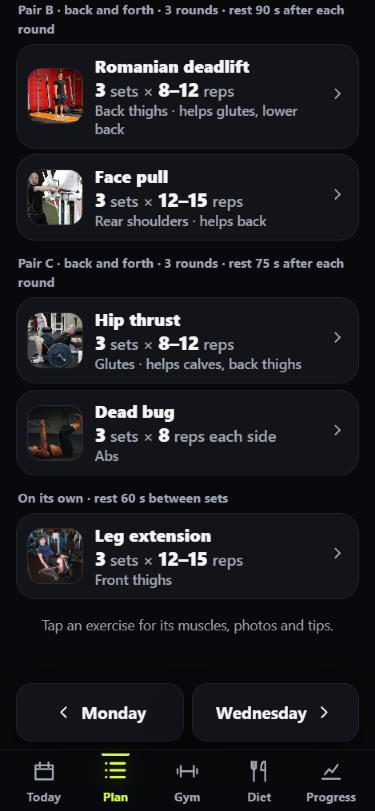 Pair B · back and forth · 3 rounds · rest 90 s after each
round
Romanian deadlift
3 sets × 8–12 reps
Back thighs · helps glutes, lower
back
Face pull
3 sets × 12–15 reps
Rear shoulders · helps back
Pair C · back and forth · 3 rounds · rest 75 s after each
round
Hip thrust
3 sets × 8–12 reps
Glutes · helps calves, back thighs
Dead bug
3 sets × 8 reps each side
Abs
On its own · rest 60 s between sets
Leg extension
3 sets × 12–15 reps
Front thighs
Tap an exercise for its muscles, photos and tips.
Monday
Wednesday
Today
Plan
Gym
Diet
Progress